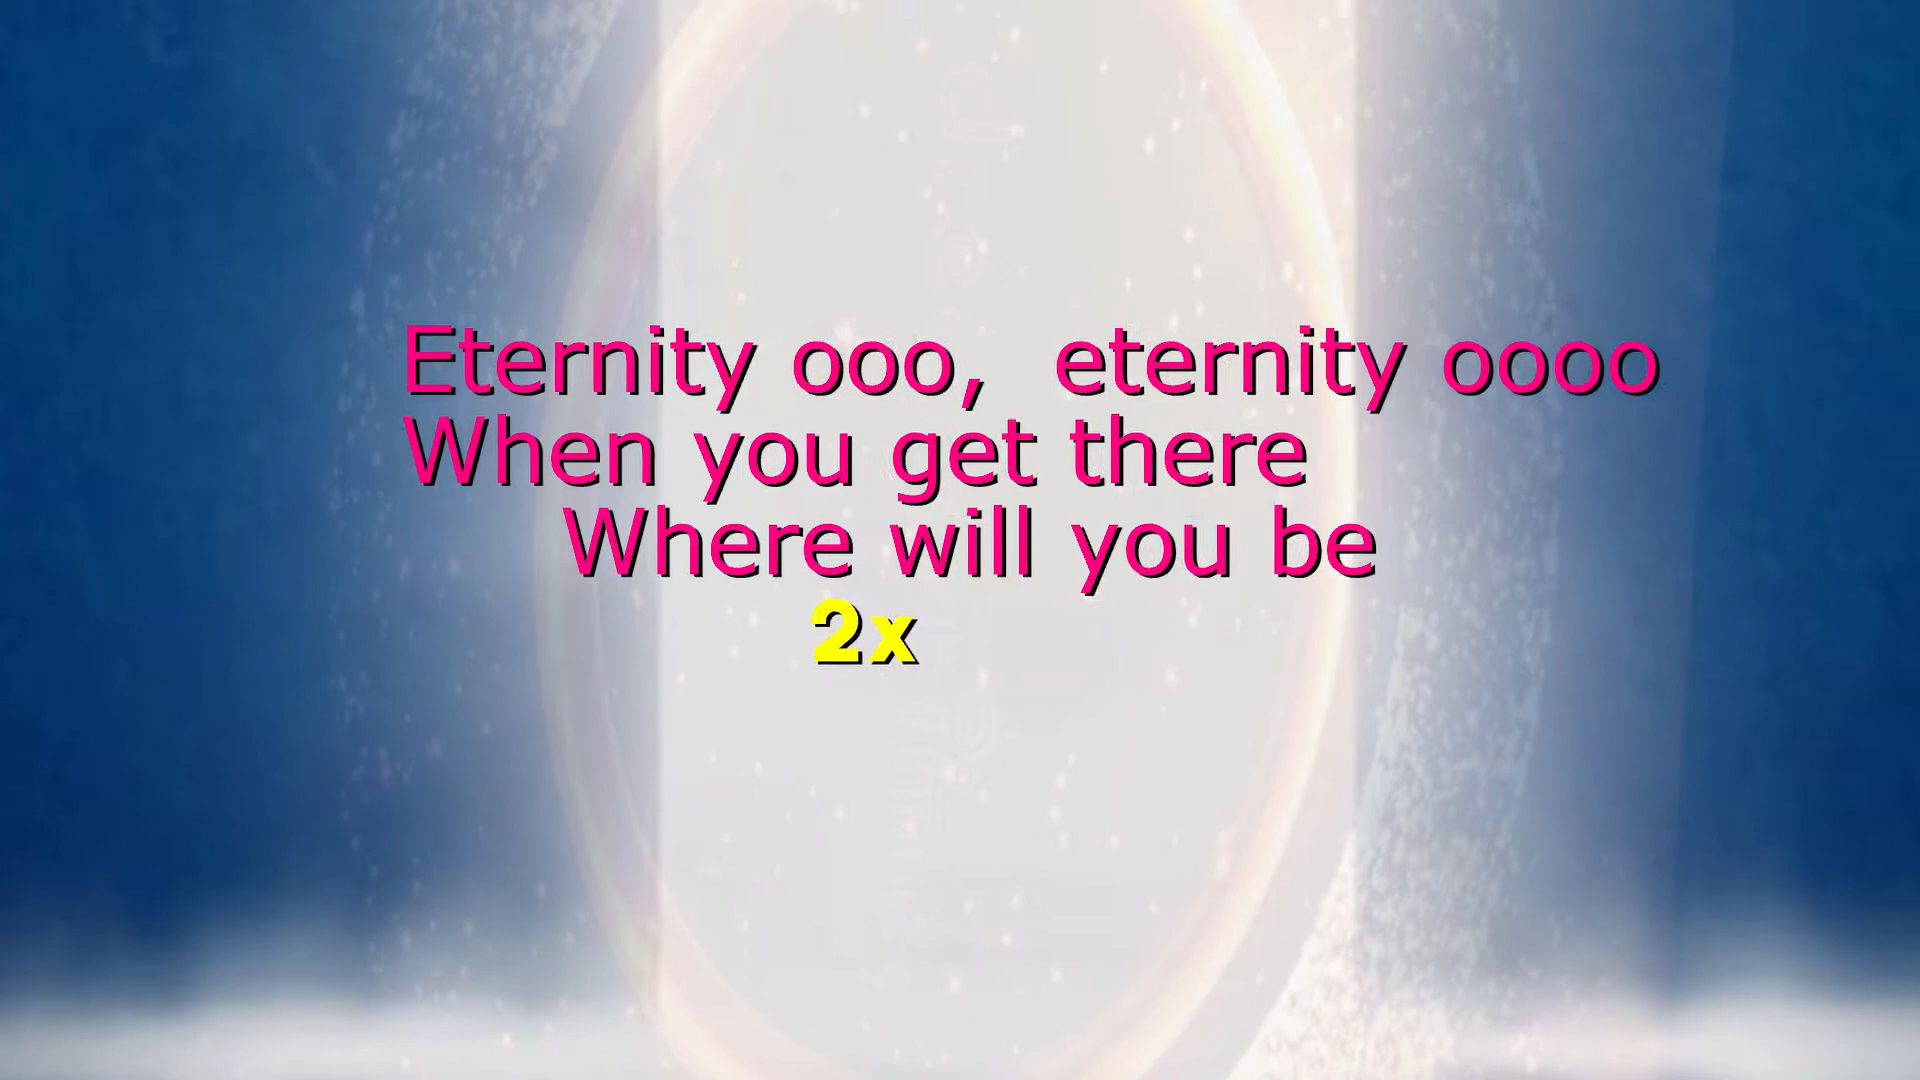 Eternity ooo,  eternity oooo
When you get there
Where will you be
2x